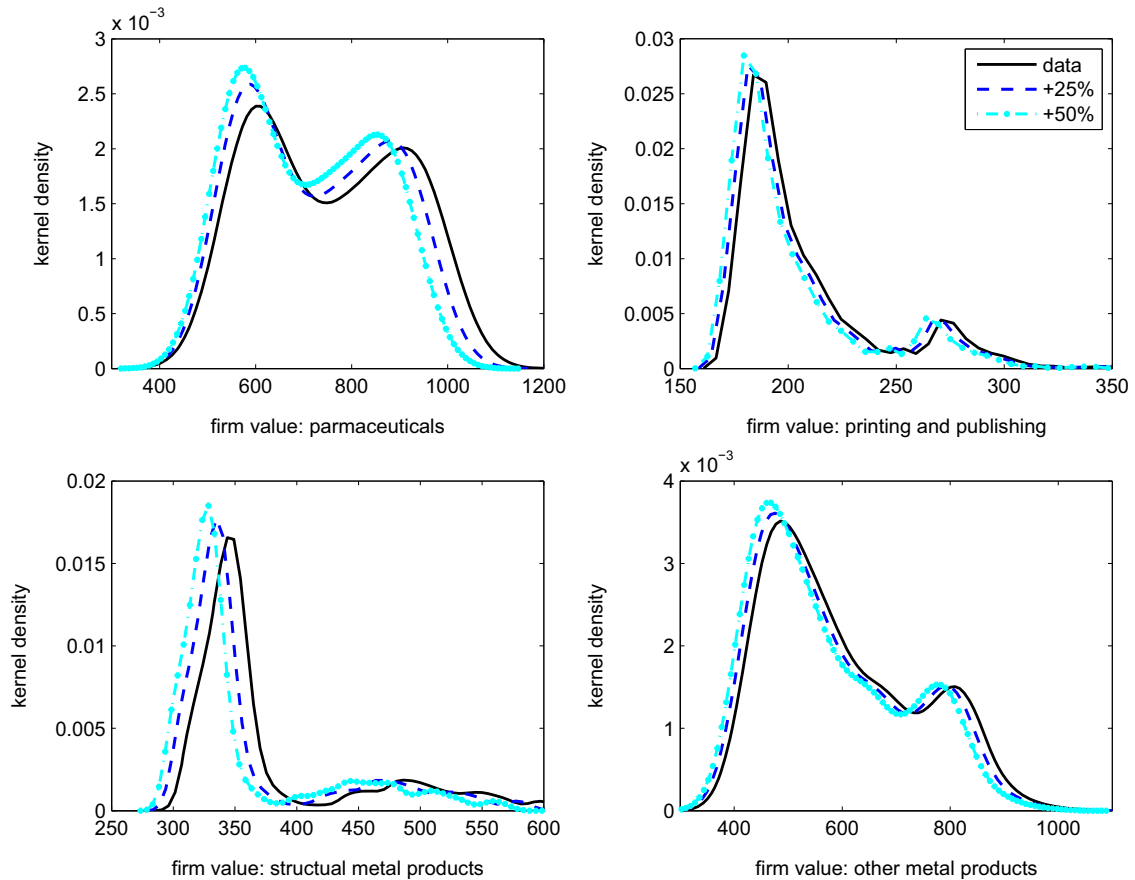 x 10⁻³
3
2.5
2
1.5
1
0.5
0
kernel density
400 600 800 1000 1200
firm value: parmaceuticals
0.03
0.025
0.02
0.015
0.01
0.005
0
kernel density
150 200 250 300 350
firm value: printing and publishing
data
+25%
+50%
0.02
0.015
0.01
0.005
0
kernel density
250 300 350 400 450 500 550 600
firm value: structual metal products
x 10⁻³
4
3
2
1
0
kernel density
400 600 800 1000
firm value: other metal products